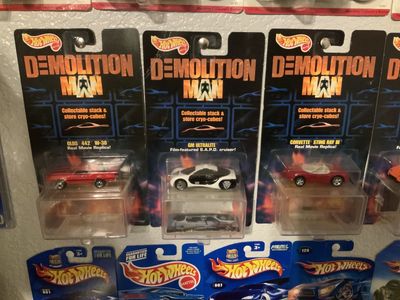 Hot Wheels
DEMOLITION
MAN
Collectable stack &
store cryo-cubes!
OLDS 442 W-30
Real Movie Replica!
Hot Wheels
DEMOLITION
MAN
Collectable stack &
store cryo-cubes!
GM ULTRALITE
Film-featured S.A.P.D. cruiser!
Hot Wheels
DEMOLITION
MAN
Collectable stack &
store cryo-cubes!
CORVETTE STING RAY III
Real Movie Replica!
Hot Wheels
Hot Wheels
Hot Wheels
Hot Wheels